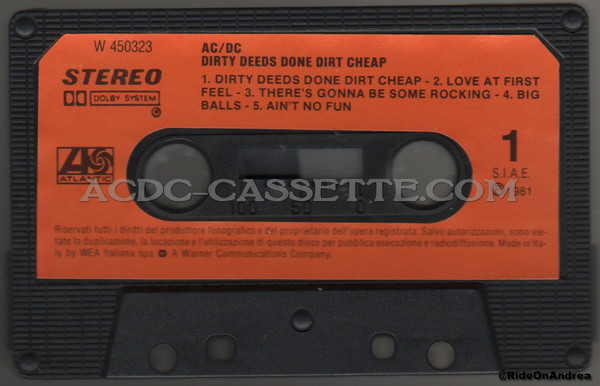 W 450323
AC/DC
DIRTY DEEDS DONE DIRT CHEAP
STEREO
DOLBY SYSTEM
1. DIRTY DEEDS DONE DIRT CHEAP - 2. LOVE AT FIRST
FEEL - 3. THERE'S GONNA BE SOME ROCKING - 4. BIG
BALLS - 5. AIN'T NO FUN
1
S.I.A.E.
℗ 1981
ATLANTIC
ACDC-CASSETTE.COM
100 50 0
Riservati tutti i diritti del produttore fonografico e del proprietario dell'opera registrata. Salvo autorizzazioni, sono vie-
tate la duplicazione, la locazione e l'utilizzazione di questo disco per pubblica esecuzione e radiodiffusione. Made in Ita-
ly by WEA Italiana spa A Warner Communications Company.
@RideOnAndrea